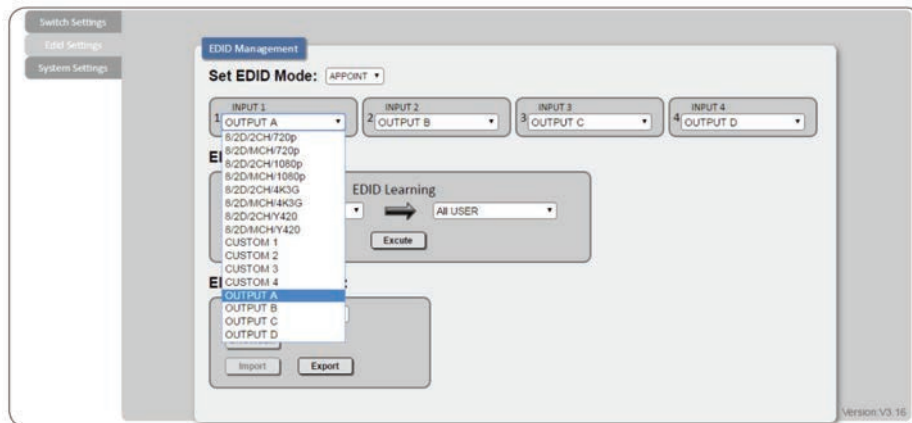 Switch Settings
Edid Settings
System Settings
EDID Management
Set EDID Mode: APPOINT
INPUT 1
1 OUTPUT A
INPUT 2
2 OUTPUT B
INPUT 3
3 OUTPUT C
INPUT 4
4 OUTPUT D
8/2D/2CH/720p
8/2D/MCH/720p
8/2D/2CH/1080p
8/2D/MCH/1080p
8/2D/2CH/4K3G
8/2D/MCH/4K3G
8/2D/2CH/Y420
8/2D/MCH/Y420
CUSTOM 1
CUSTOM 2
CUSTOM 3
CUSTOM 4
OUTPUT A
OUTPUT B
OUTPUT C
OUTPUT D
EDID Learning
All USER
Excute
Import
Export
Version:V3.16